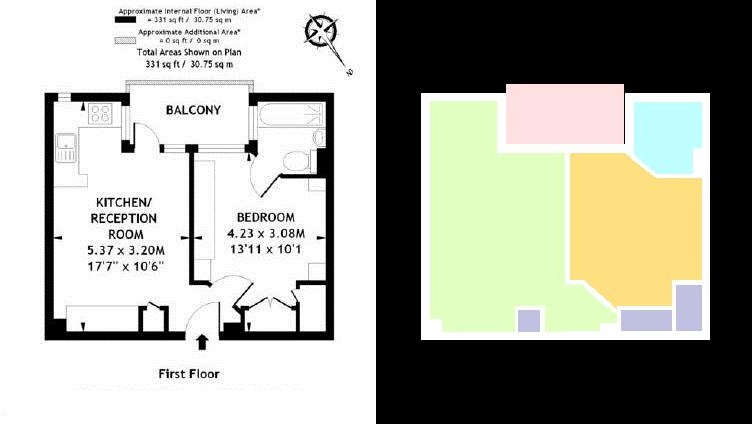 Approximate Internal Floor (Living) Area*
= 331 sq ft / 30.75 sq m
Approximate Additional Area*
= 0 sq ft / 0 sq m
Total Areas Shown on Plan
331 sq ft / 30.75 sq m
N
BALCONY
KITCHEN/
RECEPTION
ROOM
5.37 x 3.20M
17'7" x 10'6"
BEDROOM
4.23 x 3.08M
13'11 x 10'1
First Floor